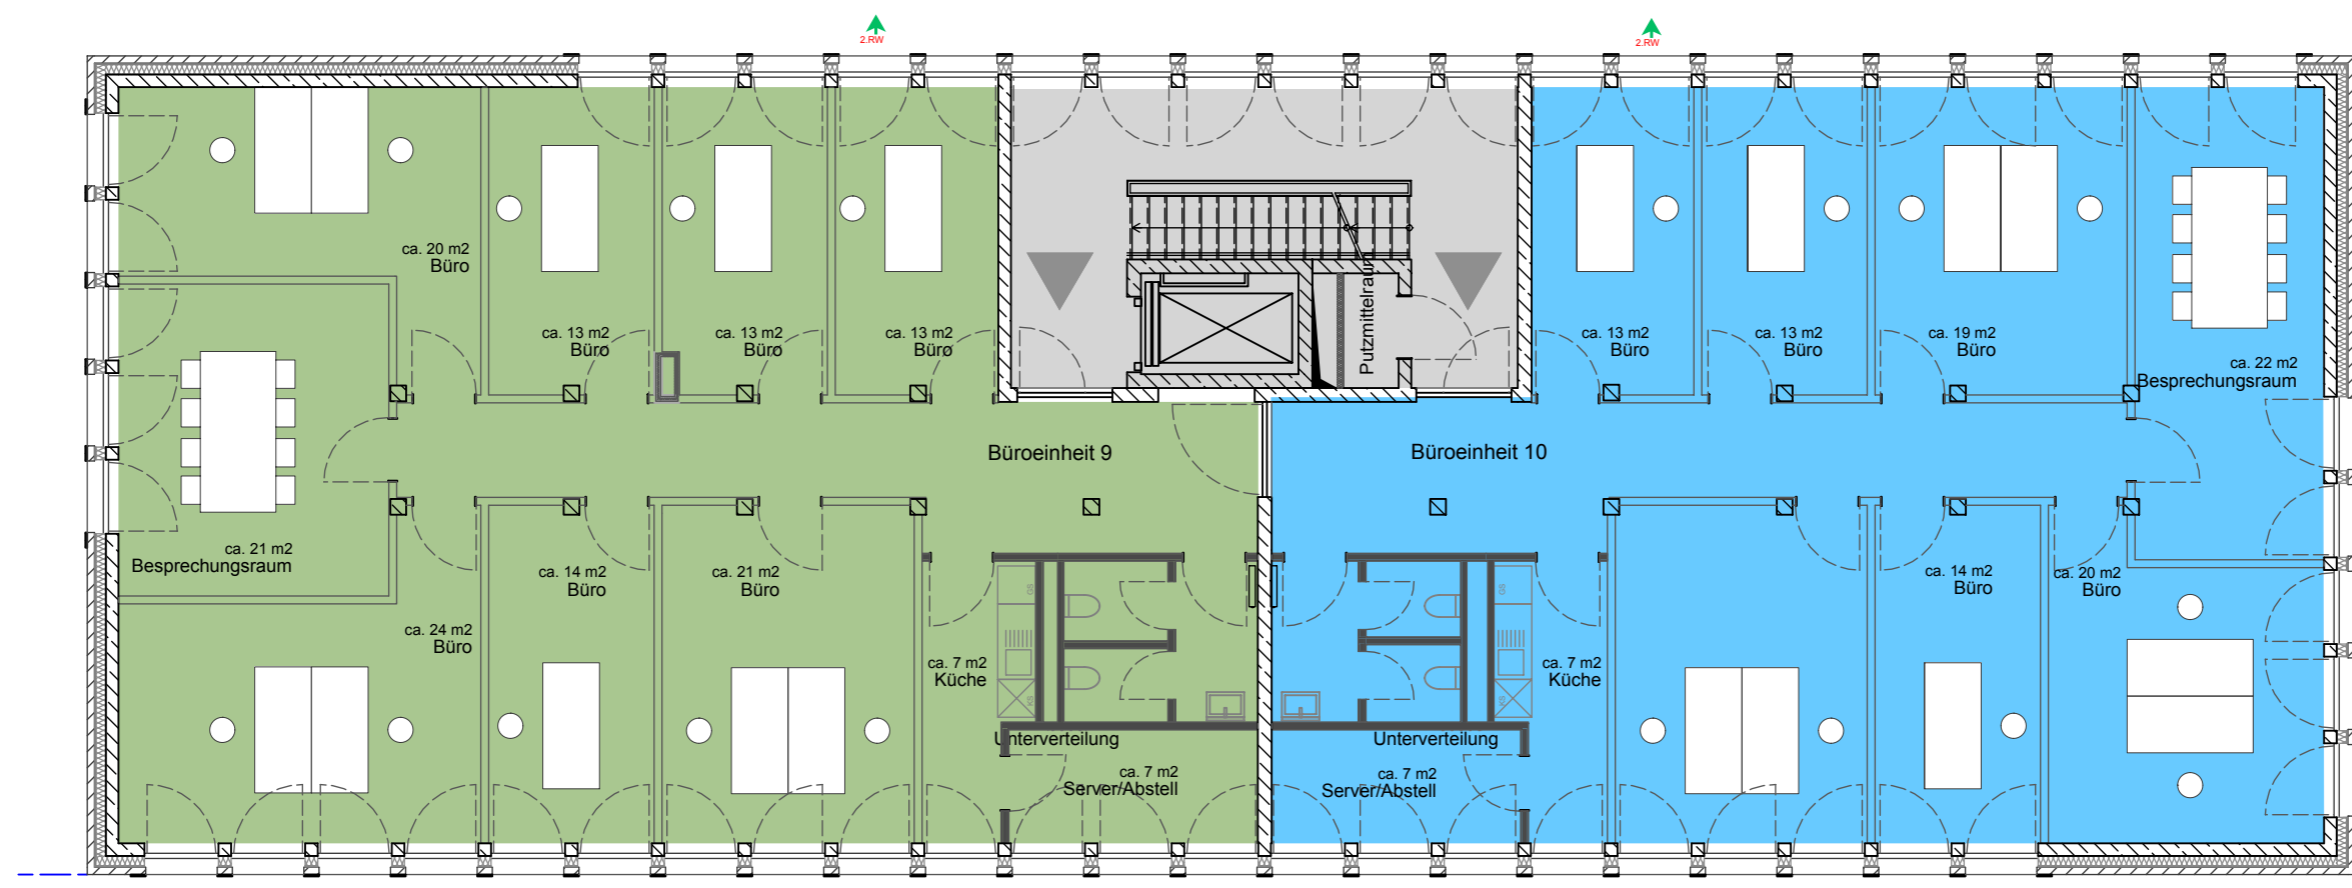 2.RW
2.RW
ca. 20 m2
Büro
ca. 13 m2
Büro
ca. 13 m2
Büro
ca. 13 m2
Büro
Putzmittelraum
ca. 13 m2
Büro
ca. 13 m2
Büro
ca. 19 m2
Büro
ca. 22 m2
Besprechungsraum
Büroeinheit 9
Büroeinheit 10
ca. 21 m2
Besprechungsraum
ca. 14 m2
Büro
ca. 21 m2
Büro
ca. 14 m2
Büro
ca. 20 m2
Büro
GS
GS
ca. 24 m2
Büro
ca. 7 m2
Küche
ca. 7 m2
Küche
KS
KS
Unterverteilung
Unterverteilung
ca. 7 m2
Server/Abstell
ca. 7 m2
Server/Abstell